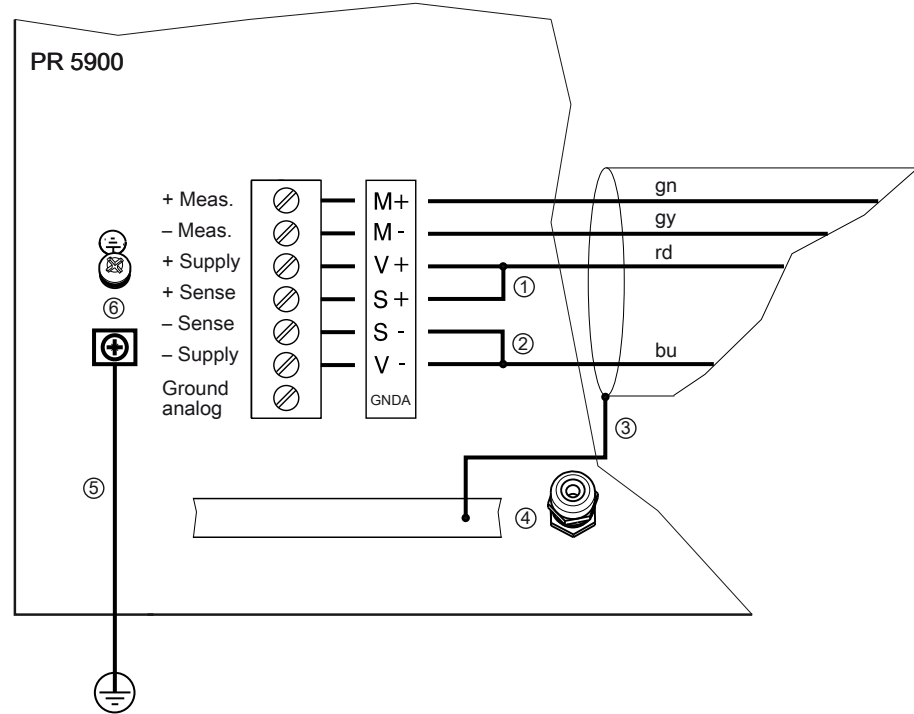 PR 5900
+ Meas. M+ gn
– Meas. M - gy
+ Supply V + rd
+ Sense S + ①
– Sense S - ②
– Supply V - bu
Ground
analog GNDA
⑥
③
⑤
④